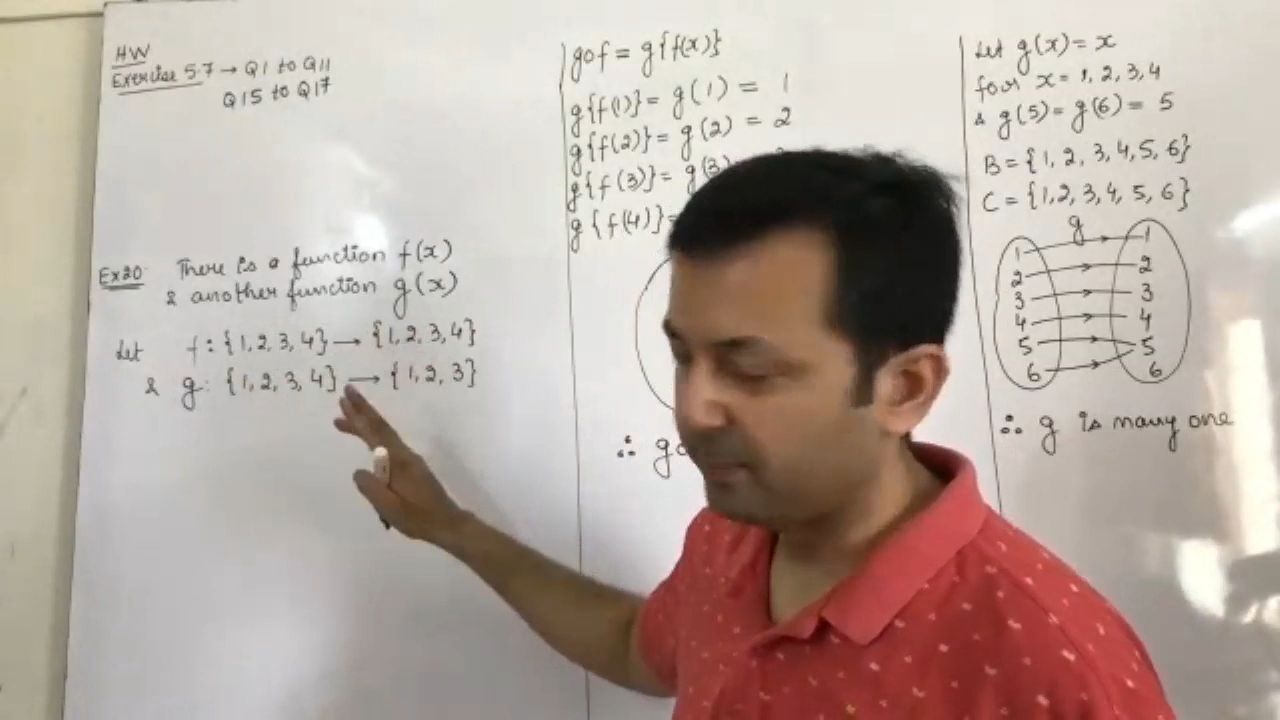 HW
Exercise 5.7 → Q1 to Q11
Q15 to Q17
Ex20 There is a function f(x)
& another function g(x)
Let f : {1, 2, 3, 4} → {1, 2, 3, 4}
& g : {1, 2, 3, 4} → {1, 2, 3}
gof = g{f(x)}
g{f(1)} = g(1) = 1
g{f(2)} = g(2) = 2
g{f(3)} = g(3)
g{f(4)} =
∴
Let g(x) = x
for x = 1, 2, 3, 4
& g(5) = g(6) = 5
B = {1, 2, 3, 4, 5, 6}
C = {1, 2, 3, 4, 5, 6}
g
1 1
2 2
3 3
4 4
5 5
6 6
∴ g is many one